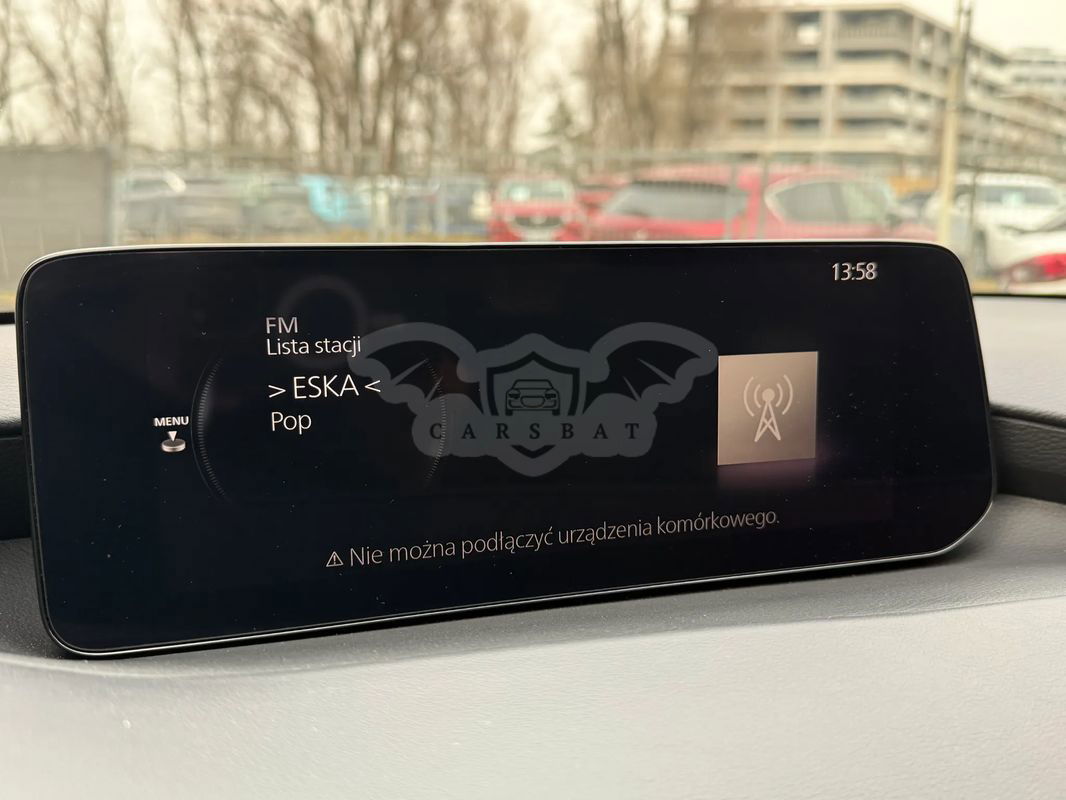 13:58
FM
Lista stacji
> ESKA <
Pop
MENU
CARSBAT
⚠ Nie można podłączyć urządzenia komórkowego.